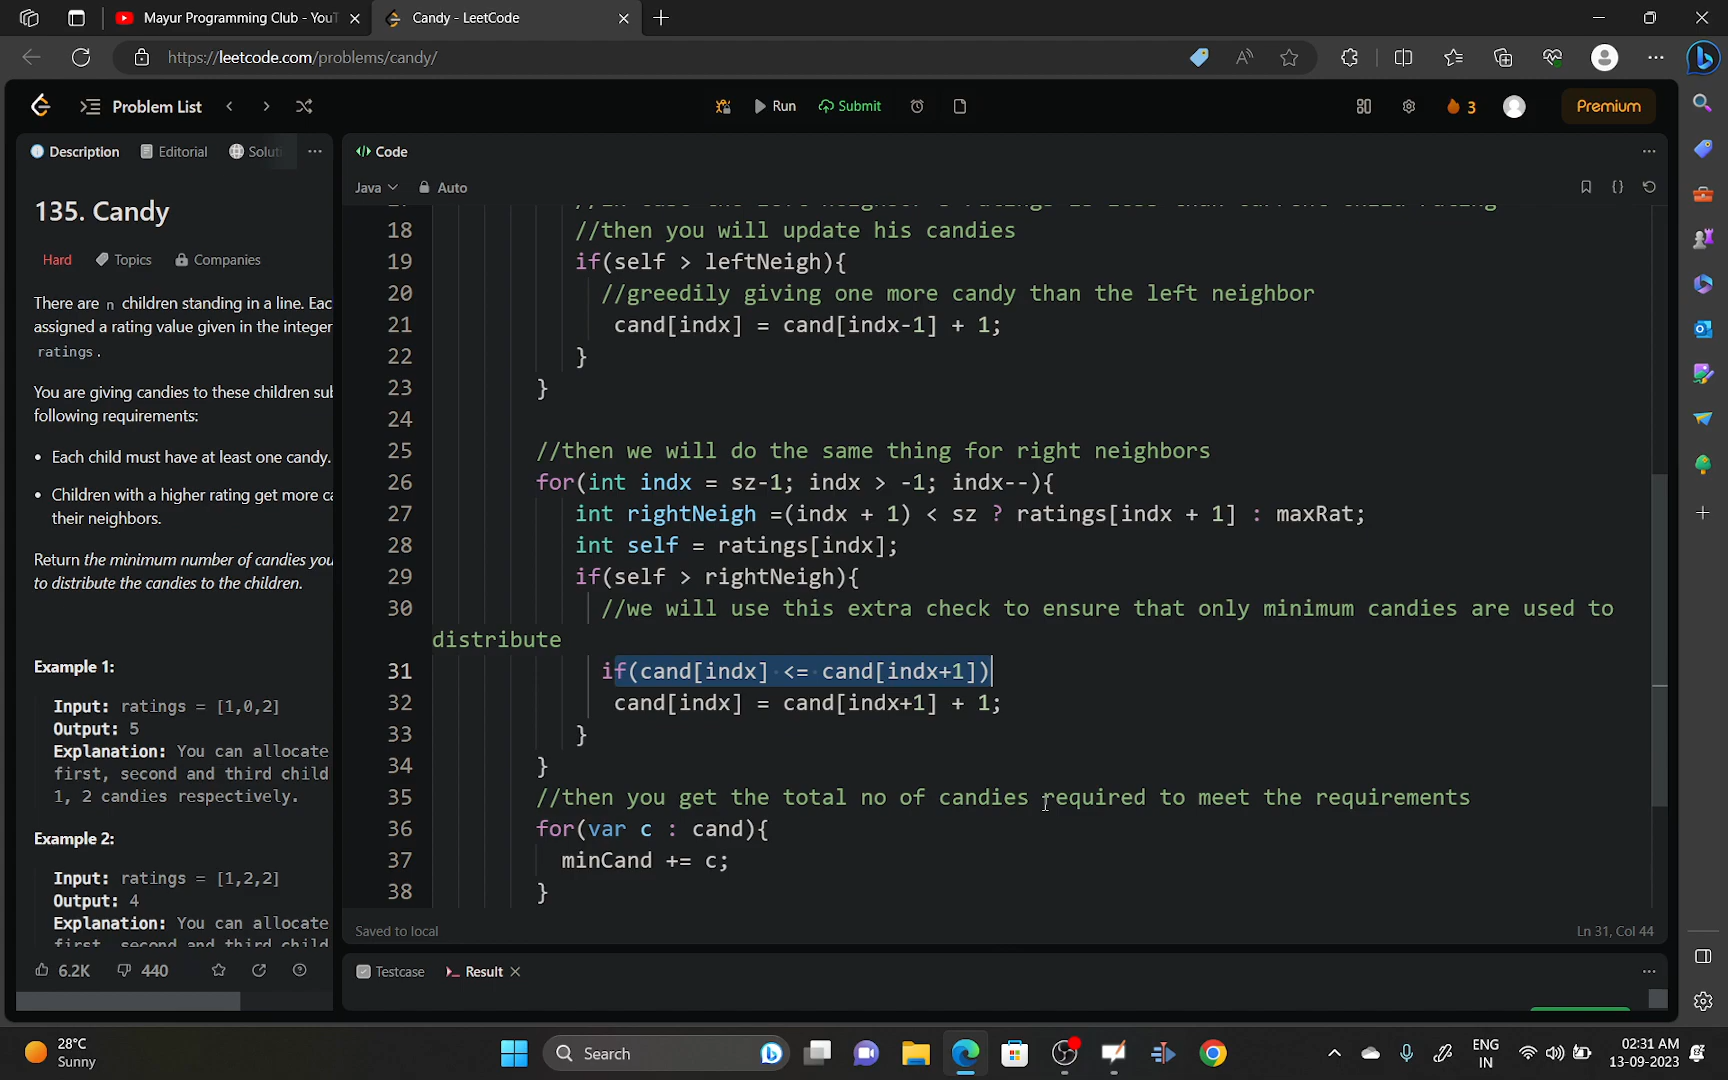 Mayur Programming Club - YouT
Candy - LeetCode
https://leetcode.com/problems/candy/
Problem List
Run
Submit
3
Premium
Description
Editorial
Soluti
Code
Java
Auto
135. Candy
Hard
Topics
Companies
There are n children standing in a line. Eac
assigned a rating value given in the integer
ratings.
You are giving candies to these children sub
following requirements:
• Each child must have at least one candy.
• Children with a higher rating get more ca
their neighbors.
Return the minimum number of candies you
to distribute the candies to the children.
Example 1:
Input: ratings = [1,0,2]
Output: 5
Explanation: You can allocate
first, second and third child
1, 2 candies respectively.
Example 2:
Input: ratings = [1,2,2]
Output: 4
Explanation: You can allocate
first, second and third child
6.2K
440
18 //then you will update his candies
19 if(self > leftNeigh){
20 //greedily giving one more candy than the left neighbor
21 cand[indx] = cand[indx-1] + 1;
22 }
23 }
24
25 //then we will do the same thing for right neighbors
26 for(int indx = sz-1; indx > -1; indx--){
27 int rightNeigh =(indx + 1) < sz ? ratings[indx + 1] : maxRat;
28 int self = ratings[indx];
29 if(self > rightNeigh){
30 //we will use this extra check to ensure that only minimum candies are used to
distribute
31 if(cand[indx] <= cand[indx+1])
32 cand[indx] = cand[indx+1] + 1;
33 }
34 }
35 //then you get the total no of candies required to meet the requirements
36 for(var c : cand){
37 minCand += c;
38 }
Saved to local
Ln 31, Col 44
Testcase
Result
28°C
Sunny
Search
ENG
IN
02:31 AM
13-09-2023